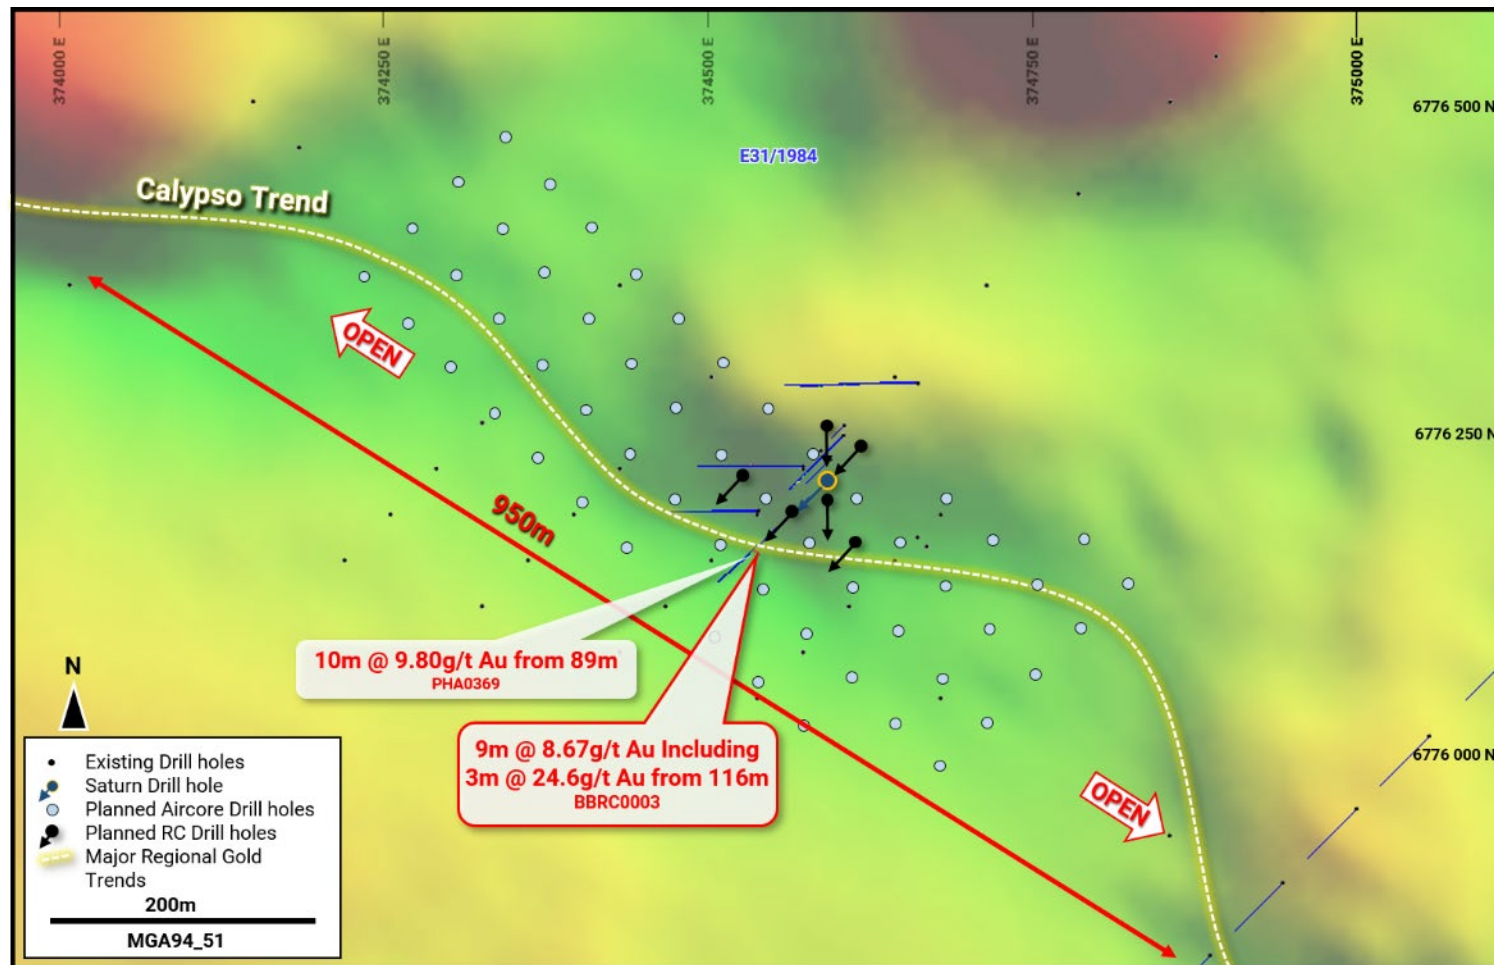 374000 E
374250 E
374500 E
374750 E
375000 E
6776 500 N
E31/1984
Calypso Trend
OPEN
6776 250 N
950m
10m @ 9.80g/t Au from 89m
PHA0369
N
9m @ 8.67g/t Au Including
3m @ 24.6g/t Au from 116m
BBRC0003
6776 000 N
OPEN
Existing Drill holes
Saturn Drill hole
Planned Aircore Drill holes
Planned RC Drill holes
Major Regional Gold
Trends
200m
MGA94_51